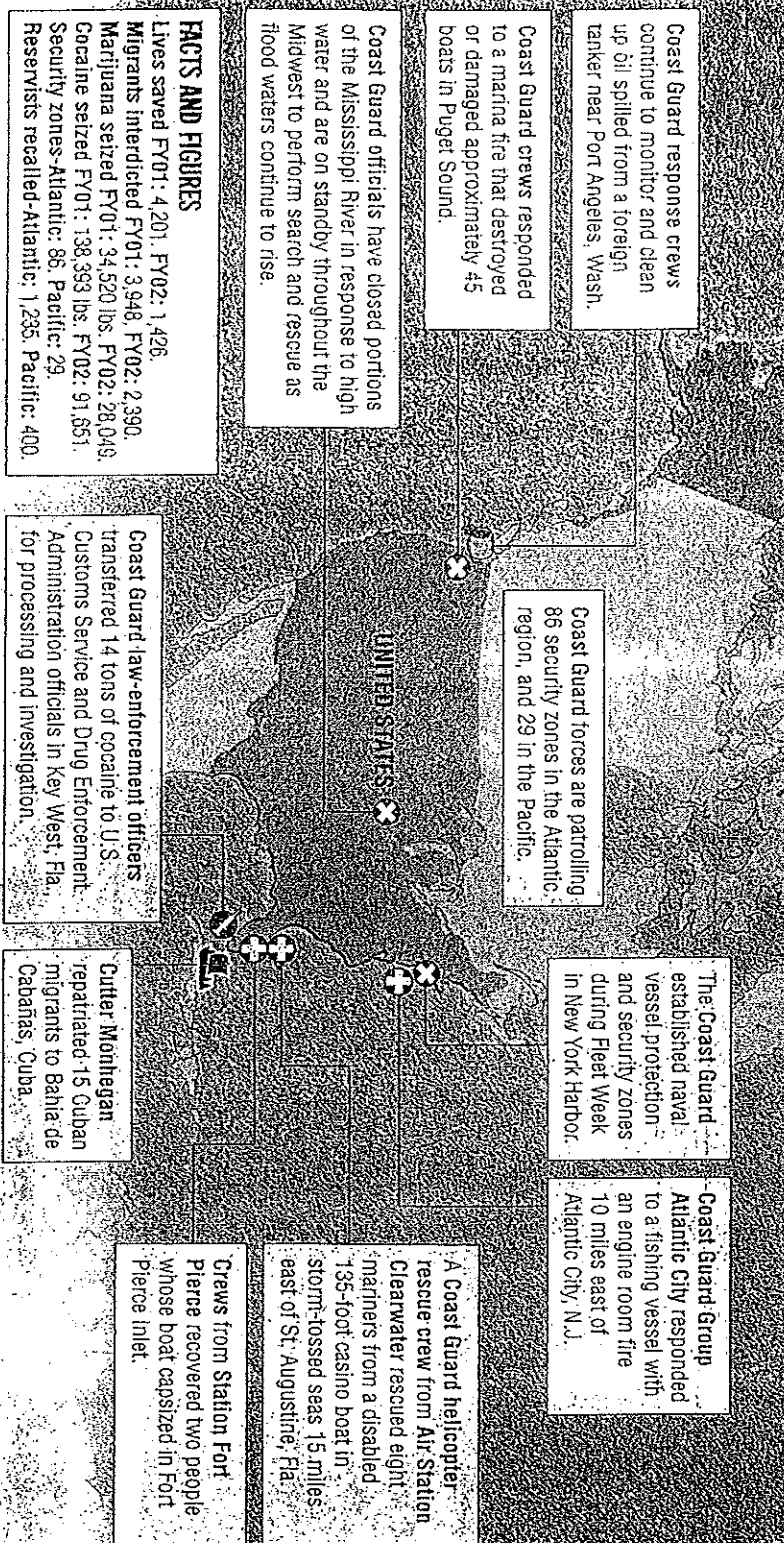 Coast Guard response crews
continue to monitor and clean
up oil spilled from a foreign
tanker near Port Angeles, Wash.
Coast Guard crews responded
to a marina fire that destroyed
or damaged approximately 45
boats in Puget Sound.
Coast Guard officials have closed portions
of the Mississippi River in response to high
water and are on standby throughout the
Midwest to perform search and rescue as
flood waters continue to rise.
FACTS AND FIGURES
Lives saved FY01: 4,201. FY02: 1,426.
Migrants interdicted FY01: 3,948, FY02: 2,390.
Marijuana seized FY01: 34,520 lbs. FY02: 28,049.
Cocaine seized FY01: 138,393 lbs. FY02: 91,651.
Security zones-Atlantic: 86, Pacific: 29.
Reservists recalled-Atlantic; 1,235. Pacific: 400.
Coast Guard forces are patrolling
86 security zones in the Atlantic
region, and 29 in the Pacific.
UNITED STATES
Coast Guard law-enforcement officers
transferred 14 tons of cocaine to U.S.
Customs Service and Drug Enforcement
Administration officials in Key West, Fla.,
for processing and investigation.
The Coast Guard
established naval
vessel protection
and security zones
during Fleet Week
in New York Harbor.
Coast Guard Group
Atlantic City responded
to a fishing vessel with
an engine room fire
10 miles east of
Atlantic City, N.J.
A Coast Guard helicopter
rescue crew from Air Station
Clearwater rescued eight
mariners from a disabled
135-foot casino boat in
storm-tossed seas 15 miles
east of St. Augustine, Fla.
Cutter Monhegan
repatriated 15 Cuban
migrants to Bahia de
Cabañas, Cuba.
Crews from Station Fort
Pierce recovered two people
whose boat capsized in Fort
Pierce Inlet.